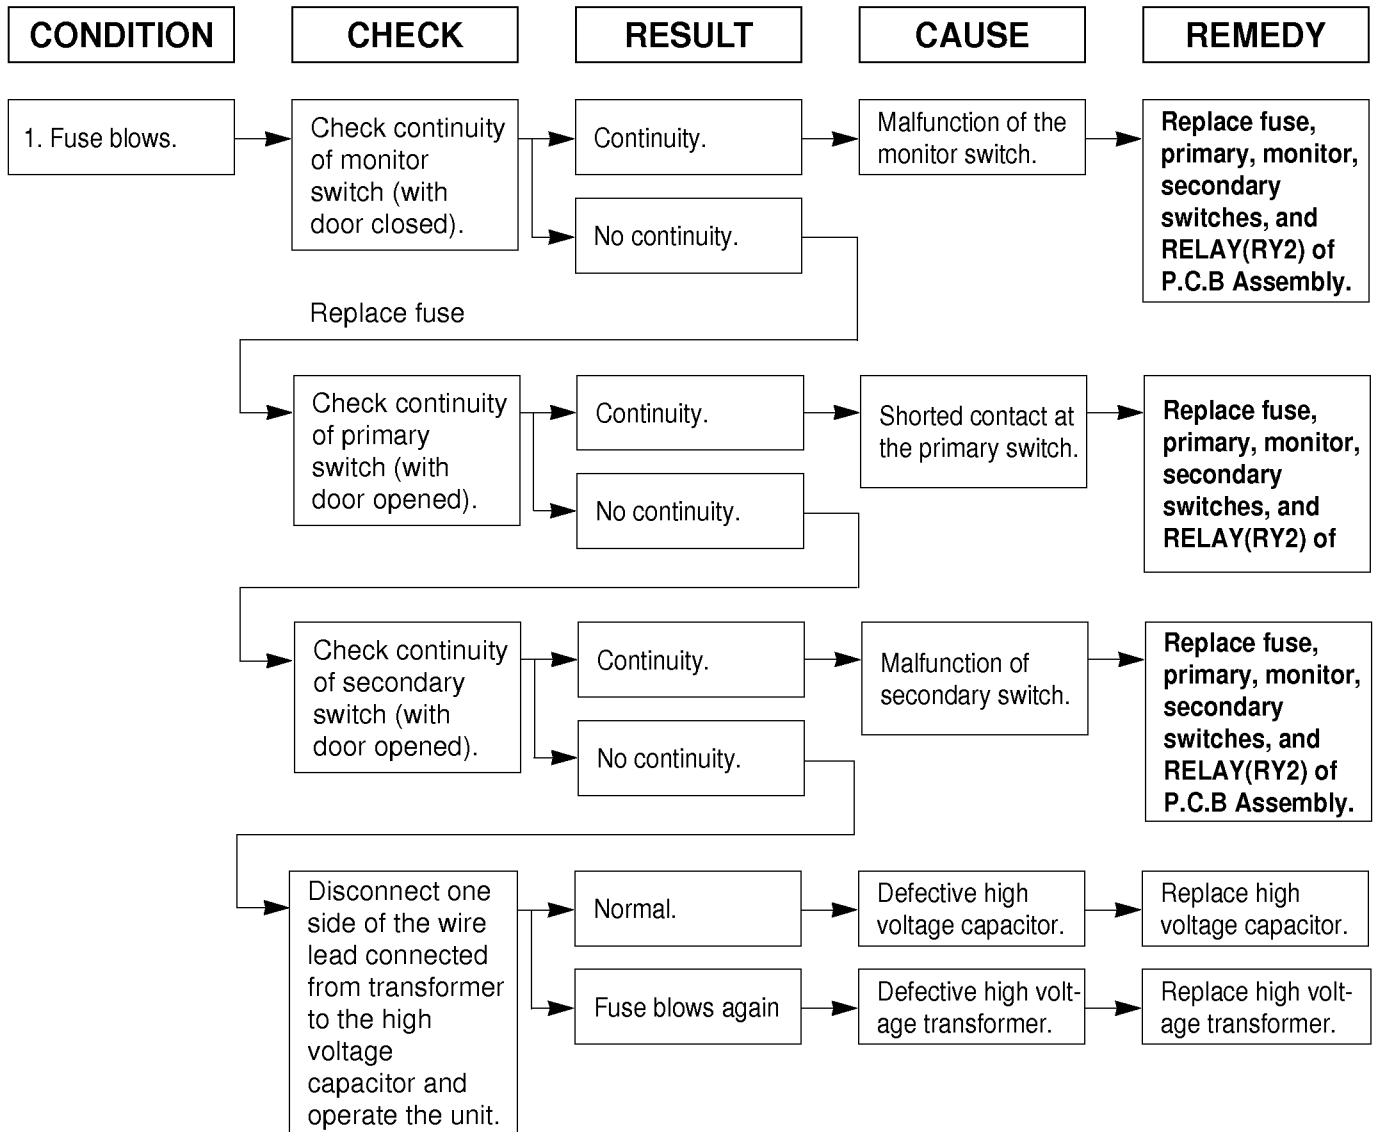 CONDITION
CHECK
RESULT
CAUSE
REMEDY
1. Fuse blows.
Check continuity
of monitor
switch (with
door closed).
Continuity.
Malfunction of the
monitor switch.
Replace fuse,
primary, monitor,
secondary
switches, and
RELAY(RY2) of
P.C.B Assembly.
No continuity.
Replace fuse
Check continuity
of primary
switch (with
door opened).
Continuity.
Shorted contact at
the primary switch.
Replace fuse,
primary, monitor,
secondary
switches, and
RELAY(RY2) of
No continuity.
Check continuity
of secondary
switch (with
door opened).
Continuity.
Malfunction of
secondary switch.
Replace fuse,
primary, monitor,
secondary
switches, and
RELAY(RY2) of
P.C.B Assembly.
No continuity.
Disconnect one
side of the wire
lead connected
from transformer
to the high
voltage
capacitor and
operate the unit.
Normal.
Defective high
voltage capacitor.
Replace high
voltage capacitor.
Fuse blows again
Defective high volt-
age transformer.
Replace high volt-
age transformer.